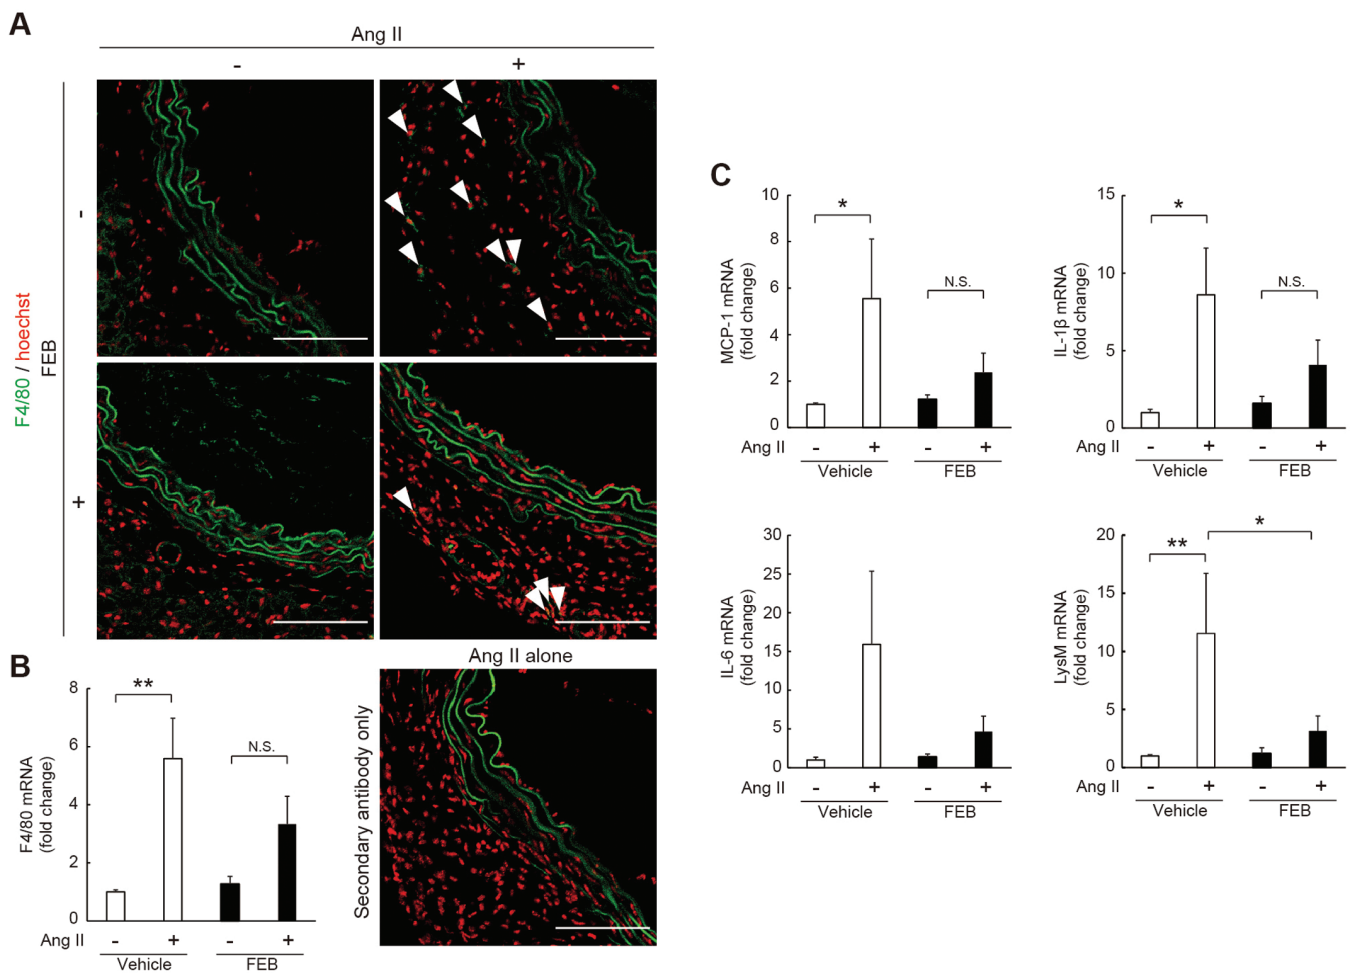 A
Ang II
-
+
F4/80 / hoechst
FEB
-
+
B
8
6
4
2
0
F4/80 mRNA
(fold change)
**
N.S.
Ang II
-
+
-
+
Vehicle
FEB
Ang II alone
Secondary antibody only
C
10
8
6
4
2
0
MCP-1 mRNA
(fold change)
*
N.S.
Ang II
-
+
-
+
Vehicle
FEB
15
10
5
0
IL-1β mRNA
(fold change)
*
N.S.
Ang II
-
+
-
+
Vehicle
FEB
30
25
20
15
10
5
0
IL-6 mRNA
(fold change)
Ang II
-
+
-
+
Vehicle
FEB
20
15
10
5
0
LysM mRNA
(fold change)
**
*
Ang II
-
+
-
+
Vehicle
FEB